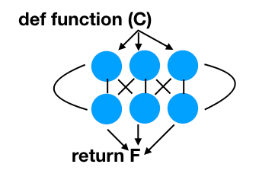 def function (C)
return F